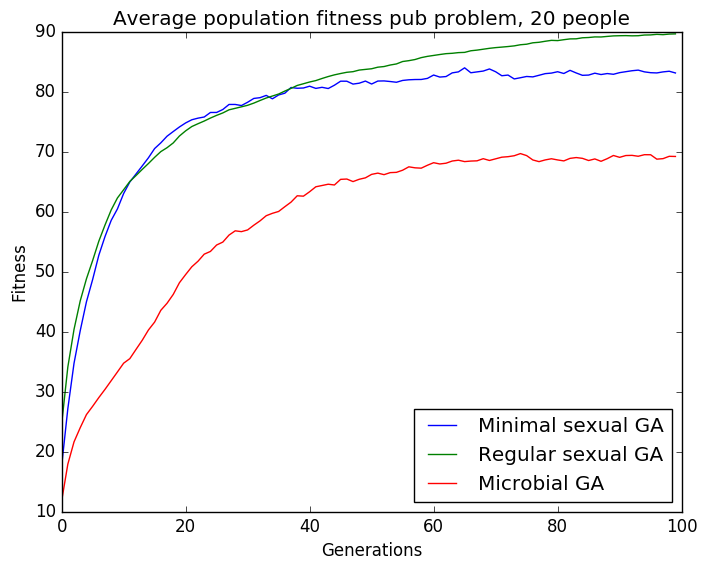 Average population fitness pub problem, 20 people
90
80
70
60
50
40
30
20
10
Fitness
Minimal sexual GA
Regular sexual GA
Microbial GA
0
20
40
60
80
100
Generations